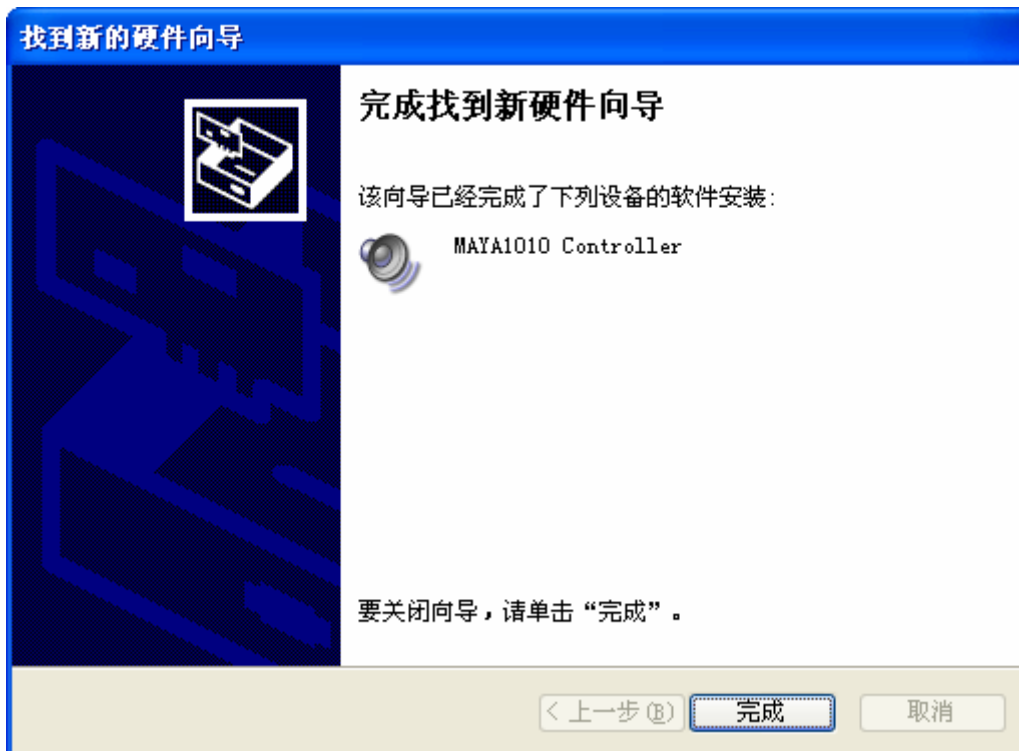 找到新的硬件向导
完成找到新硬件向导
该向导已经完成了下列设备的软件安装:
MAYA1010 Controller
要关闭向导，请单击“完成”。
< 上一步(B)
完成
取消